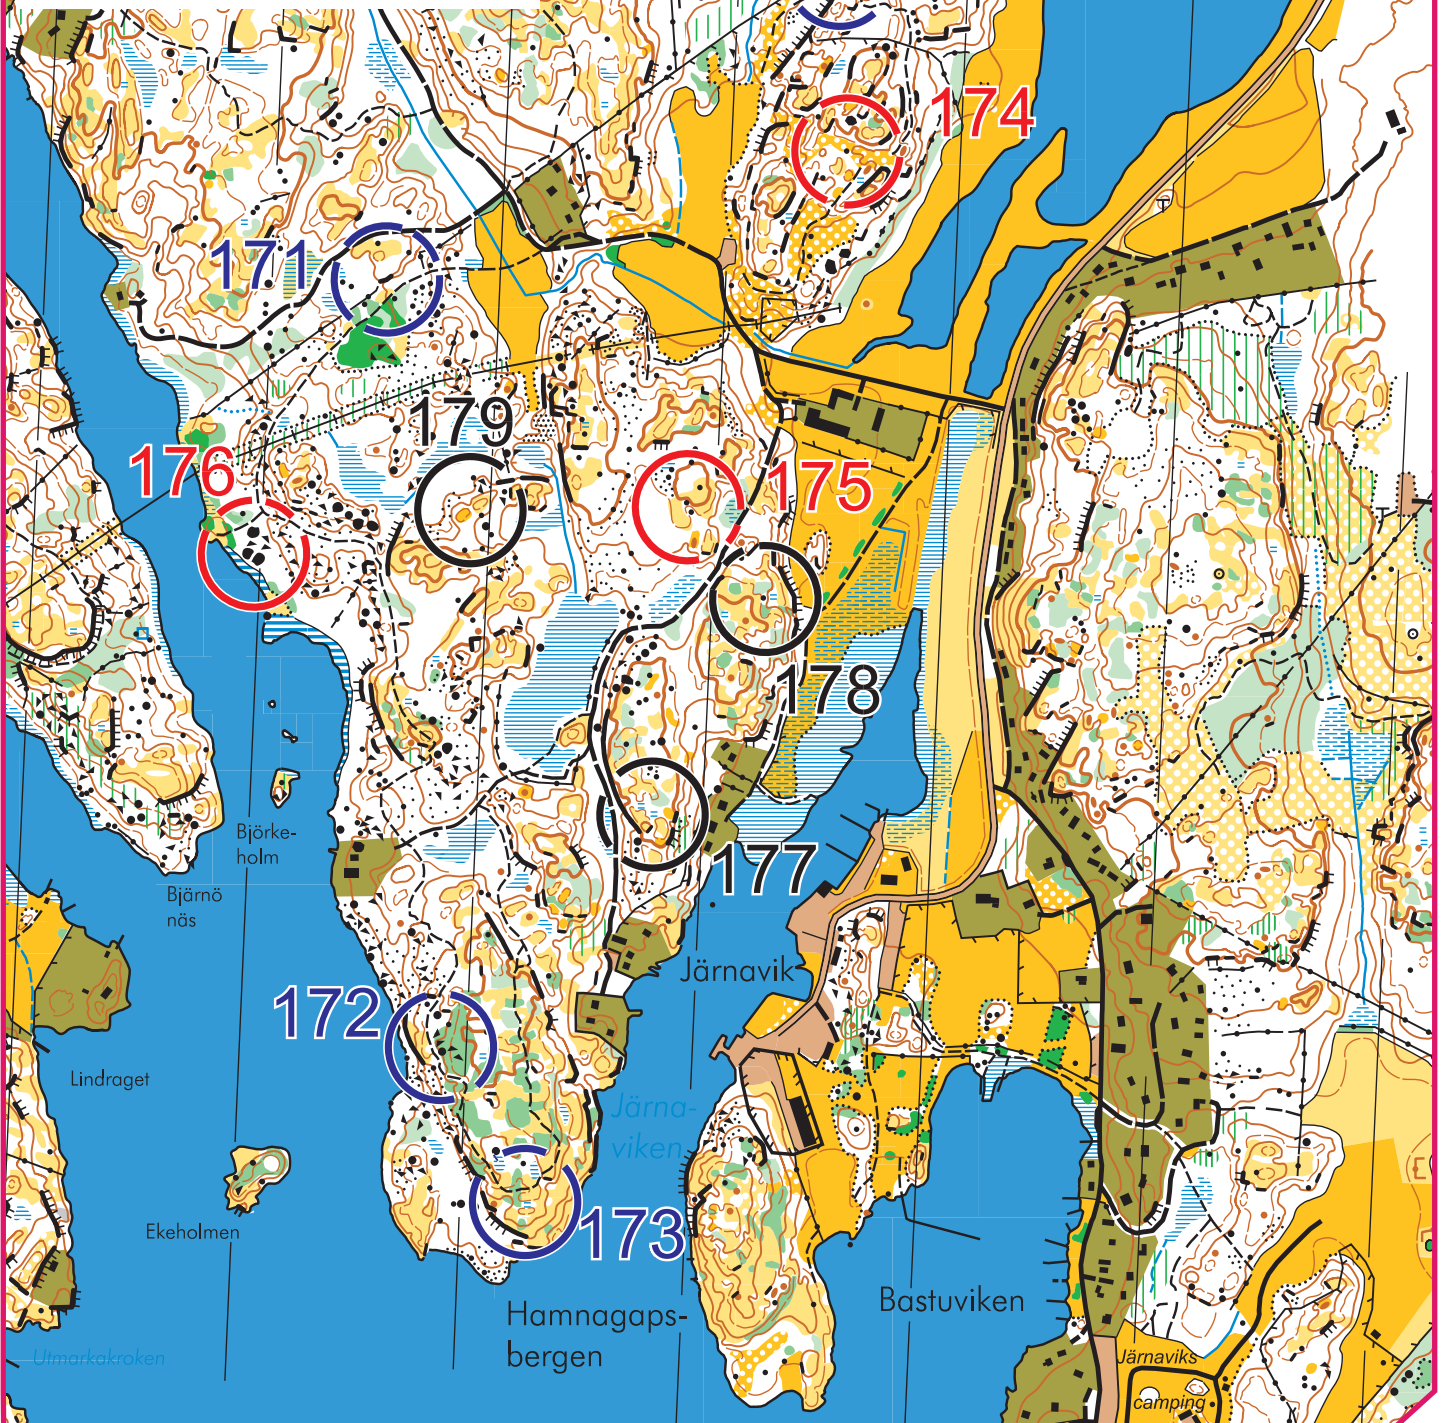 174
171
179
176
175
178
Björke-
holm
177
Bjärnö
näs
Järnavik
172
Lindraget
Järna-
viken
173
Ekeholmen
Hamnagaps-
bergen
Bastuviken
Utmarkakroken
Järnaviks
camping